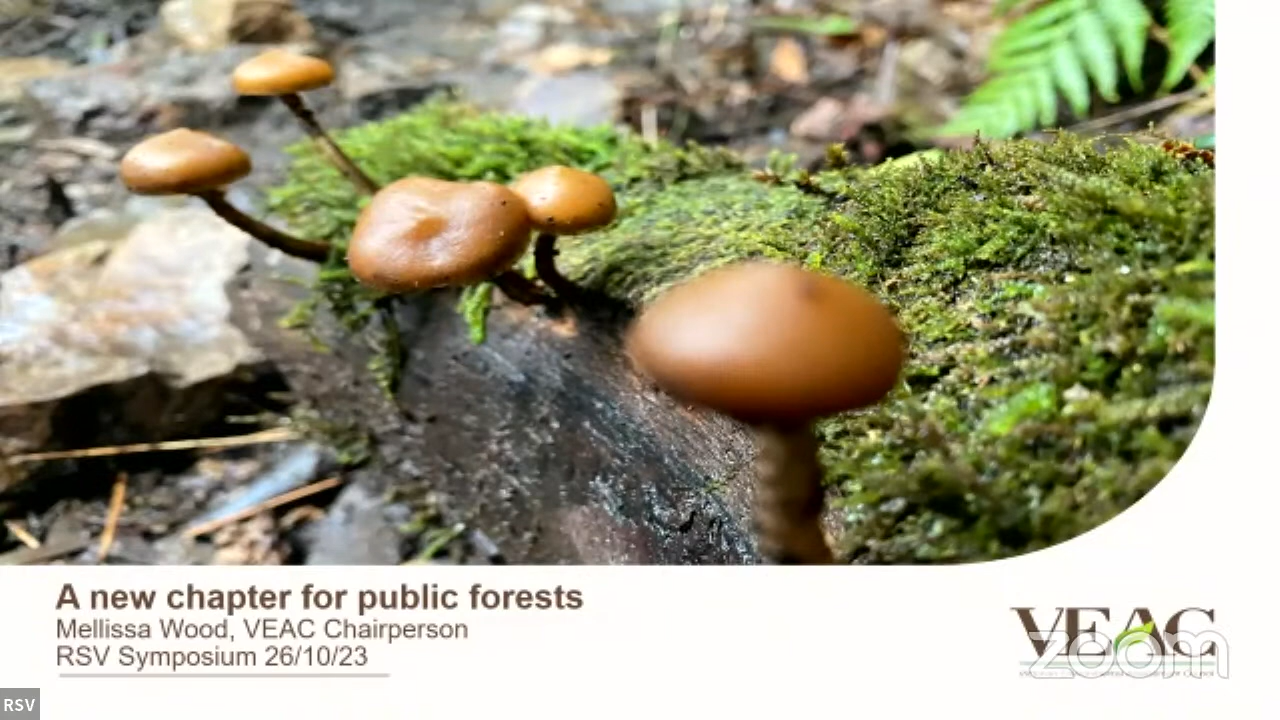 A new chapter for public forests
Mellissa Wood, VEAC Chairperson
RSV Symposium 26/10/23
VEAC
zoom
RSV